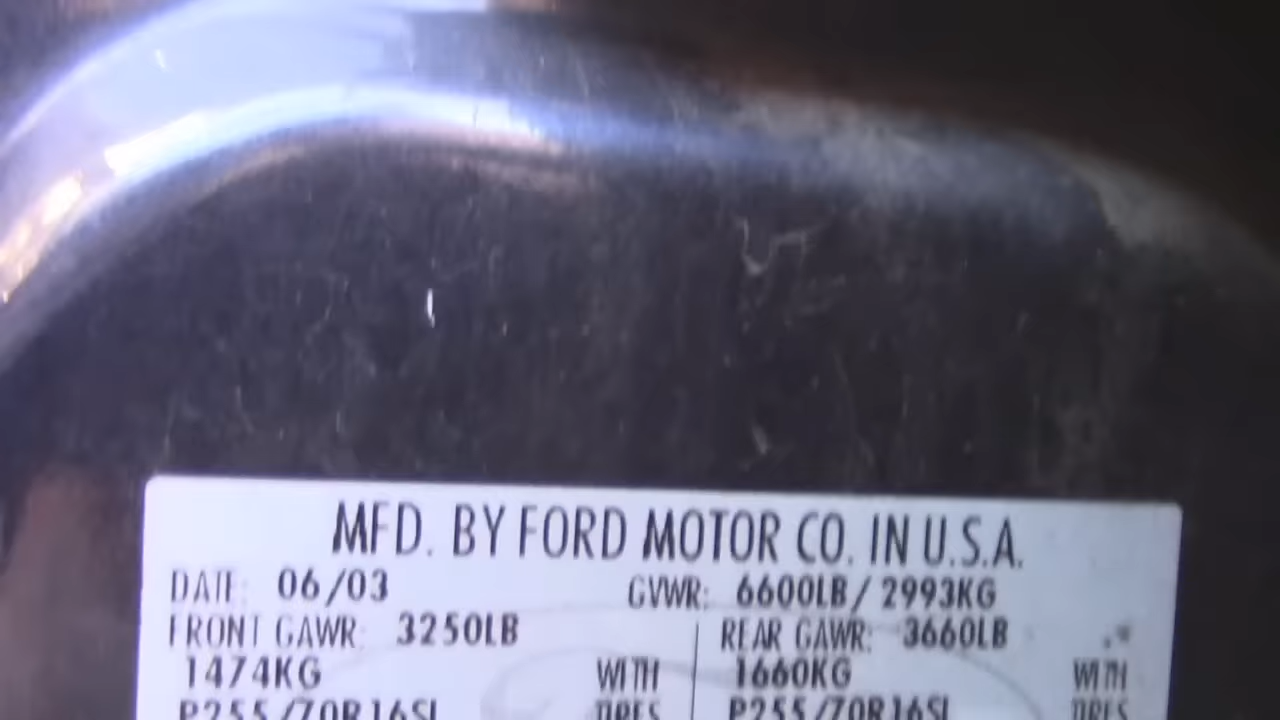 MFD. BY FORD MOTOR CO. IN U.S.A.
DATE: 06/03 GVWR: 6600LB / 2993KG
FRONT GAWR: 3250LB REAR GAWR: 3660LB
1474KG WITH 1660KG WITH
P255/70R16SL TIRES P255/70R16SL TIRES